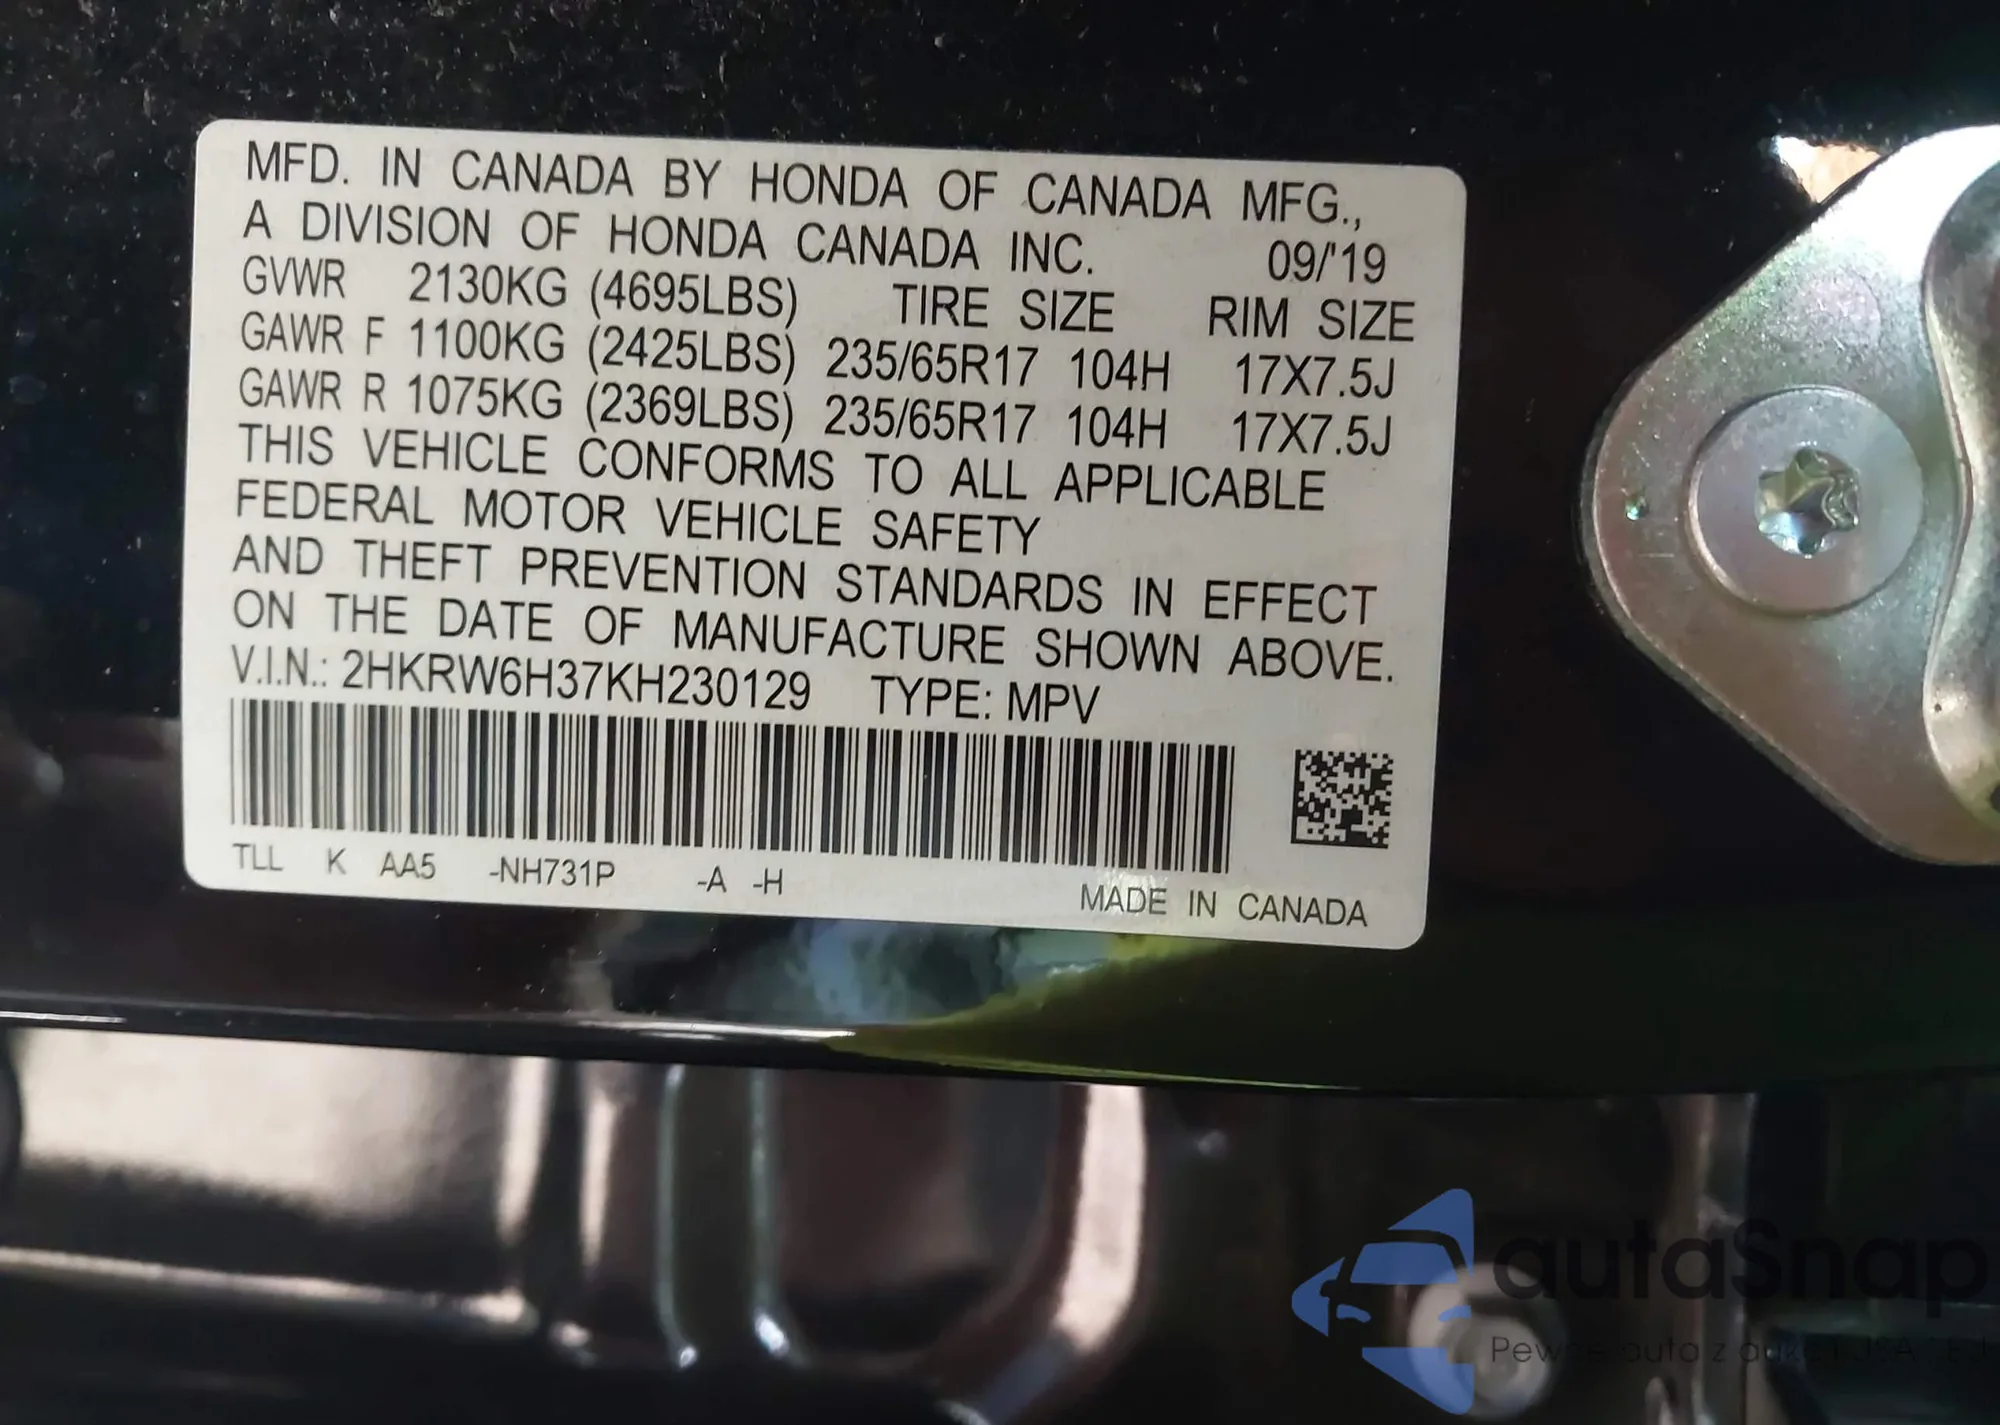 MFD. IN CANADA BY HONDA OF CANADA MFG.,
A DIVISION OF HONDA CANADA INC. 09/'19
GVWR 2130KG (4695LBS) TIRE SIZE RIM SIZE
GAWR F 1100KG (2425LBS) 235/65R17 104H 17X7.5J
GAWR R 1075KG (2369LBS) 235/65R17 104H 17X7.5J
THIS VEHICLE CONFORMS TO ALL APPLICABLE
FEDERAL MOTOR VEHICLE SAFETY
AND THEFT PREVENTION STANDARDS IN EFFECT
ON THE DATE OF MANUFACTURE SHOWN ABOVE.
V.I.N.: 2HKRW6H37KH230129 TYPE: MPV
TLL K AA5 -NH731P -A -H
MADE IN CANADA
autaSnap
auto z